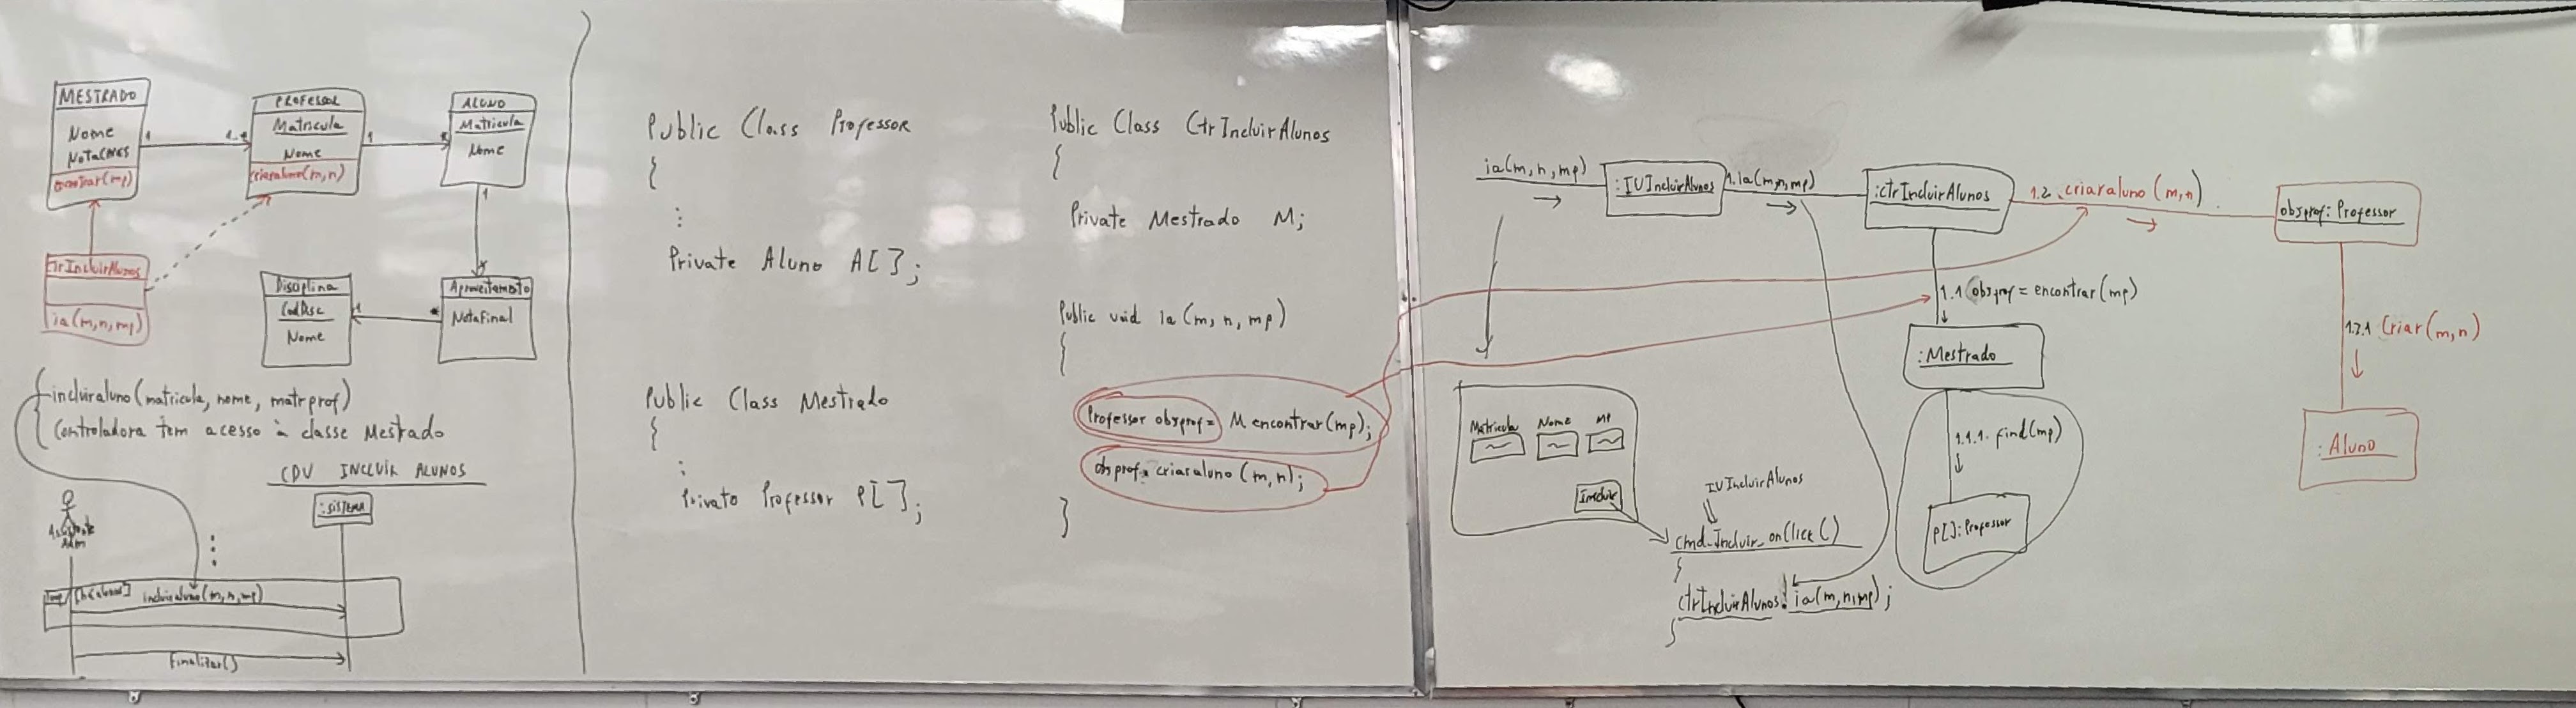 MESTRADO
Nome
NotaCAPES
encontrar(mp)
1
1..*
PROFESSOR
Matricula
Nome
criaraluno(m,n)
1
*
ALUNO
Matricula
Nome
1
*
CtrIncluirAlunos
ia(m,n,mp)
Disciplina
CodDisc
Nome
1
*
Aproveitamento
NotaFinal
incluiraluno(matricula, nome, matrprof)
Controladora tem acesso à classe Mestrado
CDU INCLUIR ALUNOS
Assistente
Adm
:SISTEMA
Loop
incluiraluno(m,n,mp)
Finalizar()
Public Class Professor
{
:
Private Aluno A[];
Public Class Mestrado
{
:
Privato Professor P[];
Public Class CtrIncluirAlunos
{
Private Mestrado M;
Public void ia(m, n, mp)
{
Professor objprof= M encontrar(mp);
objprof. criaraluno (m,n);
}
ia(m,n,mp)
:IUIncluirAlunos
1.ia(m,n,mp)
:CtrIncluirAlunos
1.2. criaraluno (m,n)
objprof: Professor
1.1 objprof = encontrar(mp)
:Mestrado
1.2.1 Criar(m,n)
:Aluno
1.1.1. find(mp)
P[]:Professor
Matricula Nome MP
Incluir
IUIncluirAlunos
cmd_Incluir_onClick()
{
CtrIncluirAlunos.ia(m,n,mp);
}